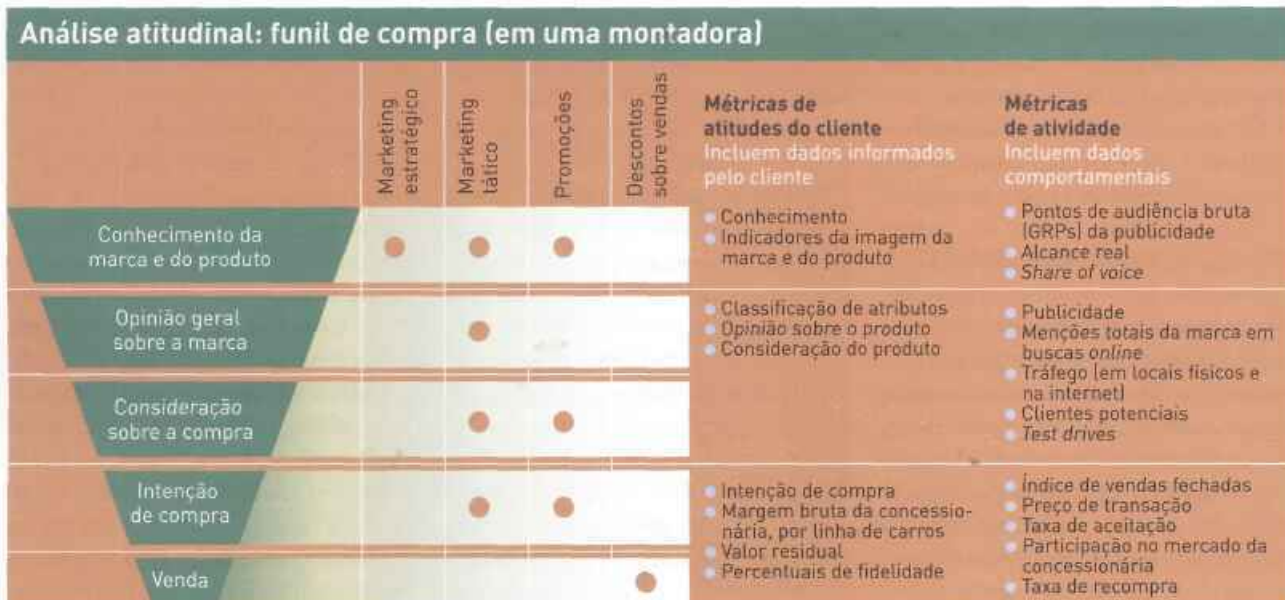 Análise atitudinal: funil de compra (em uma montadora)
Marketing
estratégico
Marketing
tático
Promoções
Descontos
sobre vendas
Métricas de
atitudes do cliente
Incluem dados informados
pelo cliente
Métricas
de atividade
Incluem dados
comportamentais
Conhecimento da
marca e do produto
Conhecimento
Indicadores da imagem da
marca e do produto
Pontos de audiência bruta
(GRPs) da publicidade
Alcance real
Share of voice
Opinião geral
sobre a marca
Consideração
sobre a compra
Classificação de atributos
Opinião sobre o produto
Consideração do produto
Publicidade
Menções totais da marca em
buscas online
Tráfego (em locais físicos e
na internet)
Clientes potenciais
Test drives
Intenção
de compra
Venda
Intenção de compra
Margem bruta da concessio-
nária, por linha de carros
Valor residual
Percentuais de fidelidade
Índice de vendas fechadas
Preço de transação
Taxa de aceitação
Participação no mercado da
concessionária
Taxa de recompra